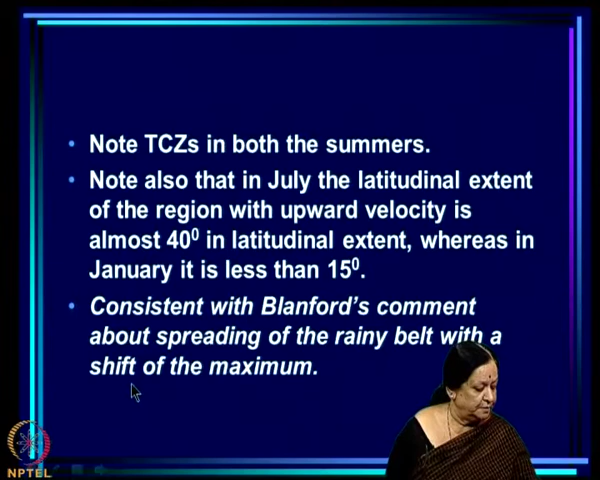 • Note TCZs in both the summers.
• Note also that in July the latitudinal extent
of the region with upward velocity is
almost 40⁰ in latitudinal extent, whereas in
January it is less than 15⁰.
• Consistent with Blanford's comment
about spreading of the rainy belt with a
shift of the maximum.
NPTEL